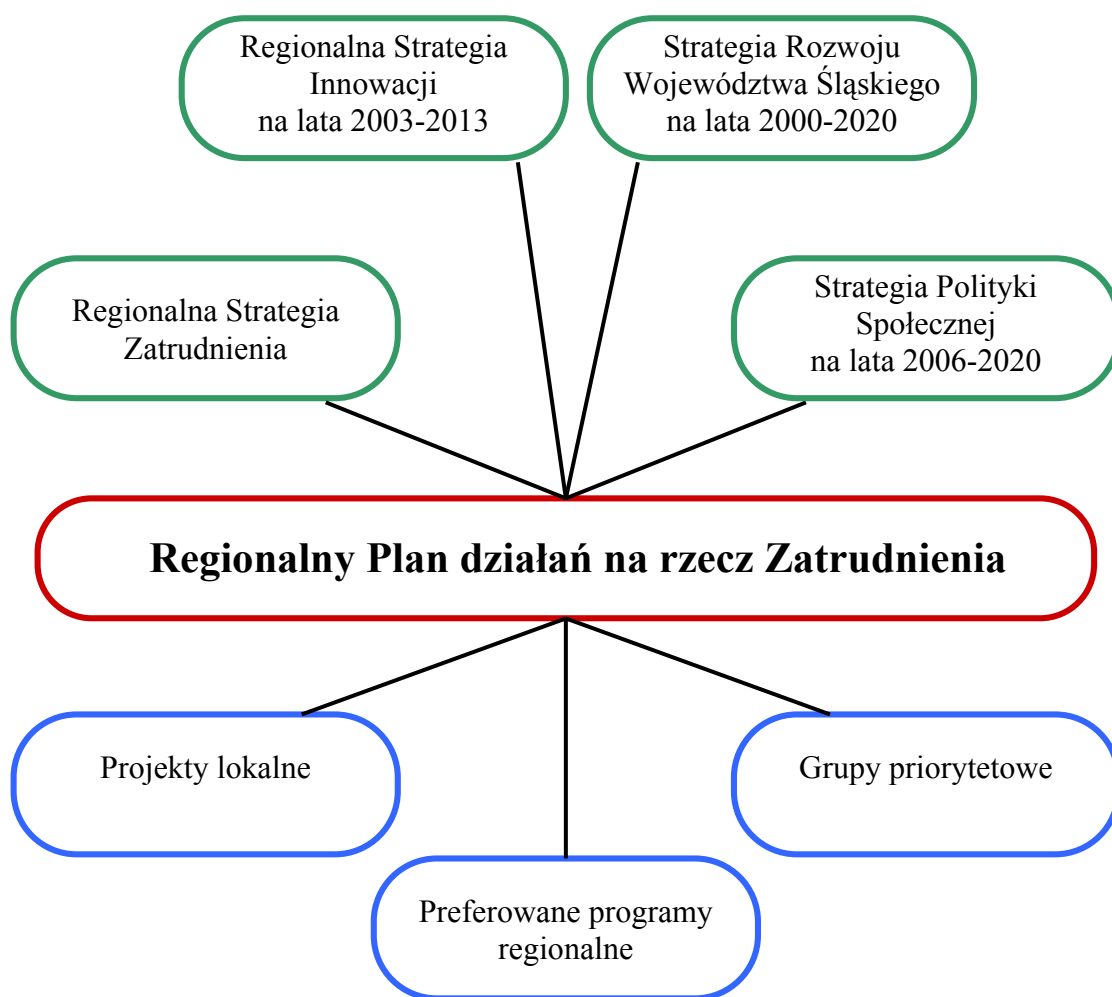 Regionalna Strategia
Innowacji
na lata 2003-2013
Strategia Rozwoju
Województwa Śląskiego
na lata 2000-2020
Regionalna Strategia
Zatrudnienia
Strategia Polityki
Społecznej
na lata 2006-2020
Regionalny Plan działań na rzecz Zatrudnienia
Projekty lokalne
Grupy priorytetowe
Preferowane programy
regionalne